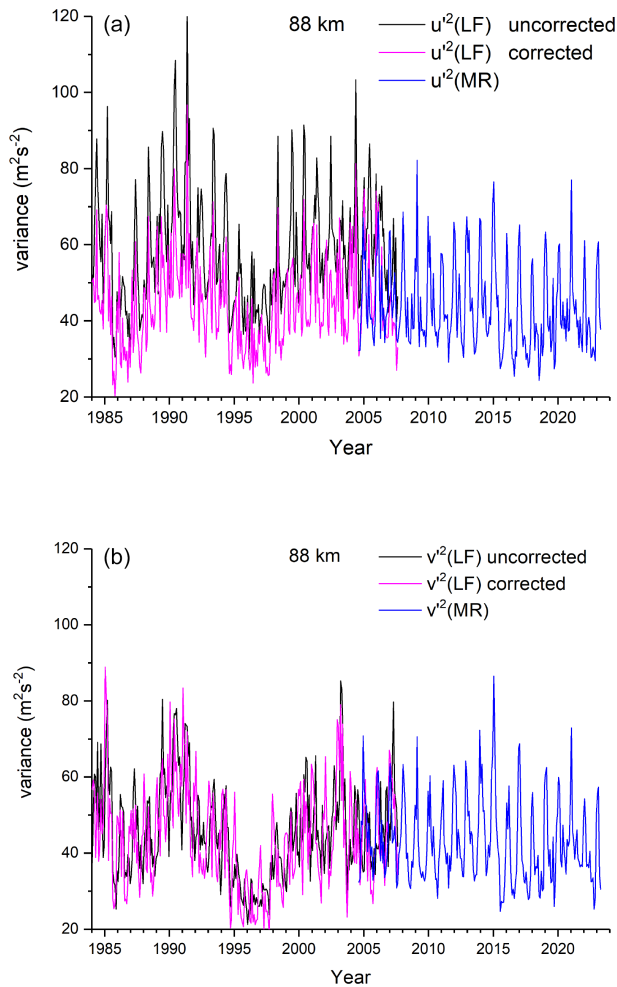 (a) 88 km
u'²(LF) uncorrected
u'²(LF) corrected
u'²(MR)
120
100
80
60
40
20
variance (m²s⁻²)
1985 1990 1995 2000 2005 2010 2015 2020
Year
(b) 88 km
v'²(LF) uncorrected
v'²(LF) corrected
v'²(MR)
120
100
80
60
40
20
variance (m²s⁻²)
1985 1990 1995 2000 2005 2010 2015 2020
Year